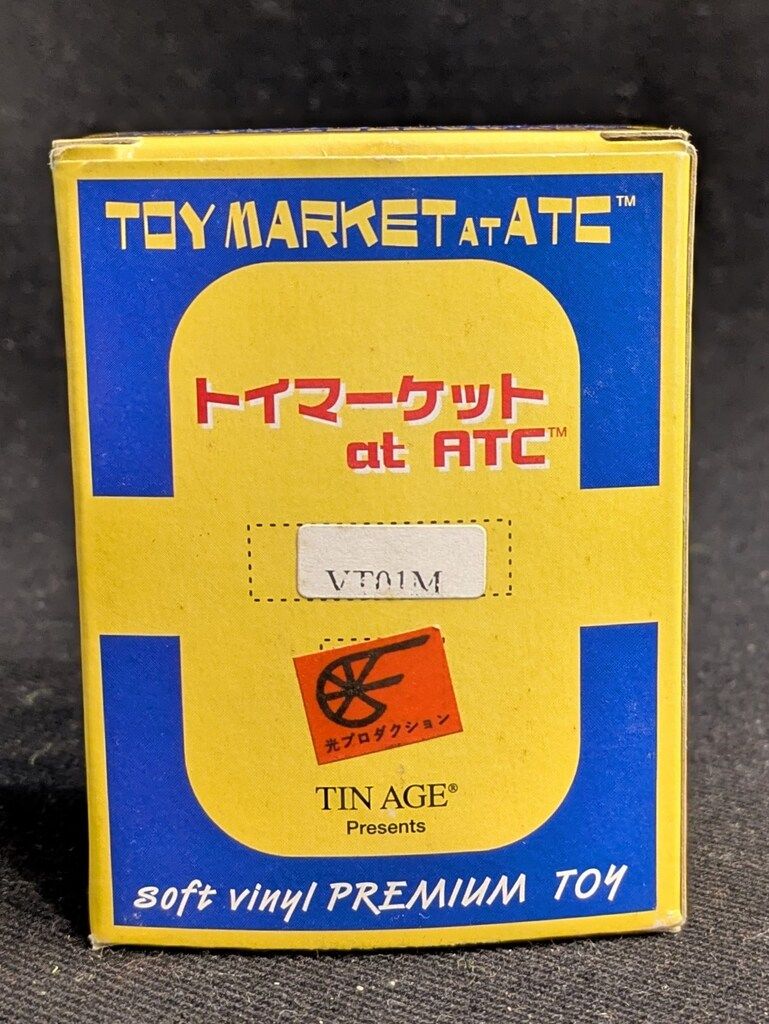 TOY MARKET AT ATC™
トイマーケット
at ATC™
VT01M
光プロダクション
TIN AGE®
Presents
soft vinyl PREMIUM TOY